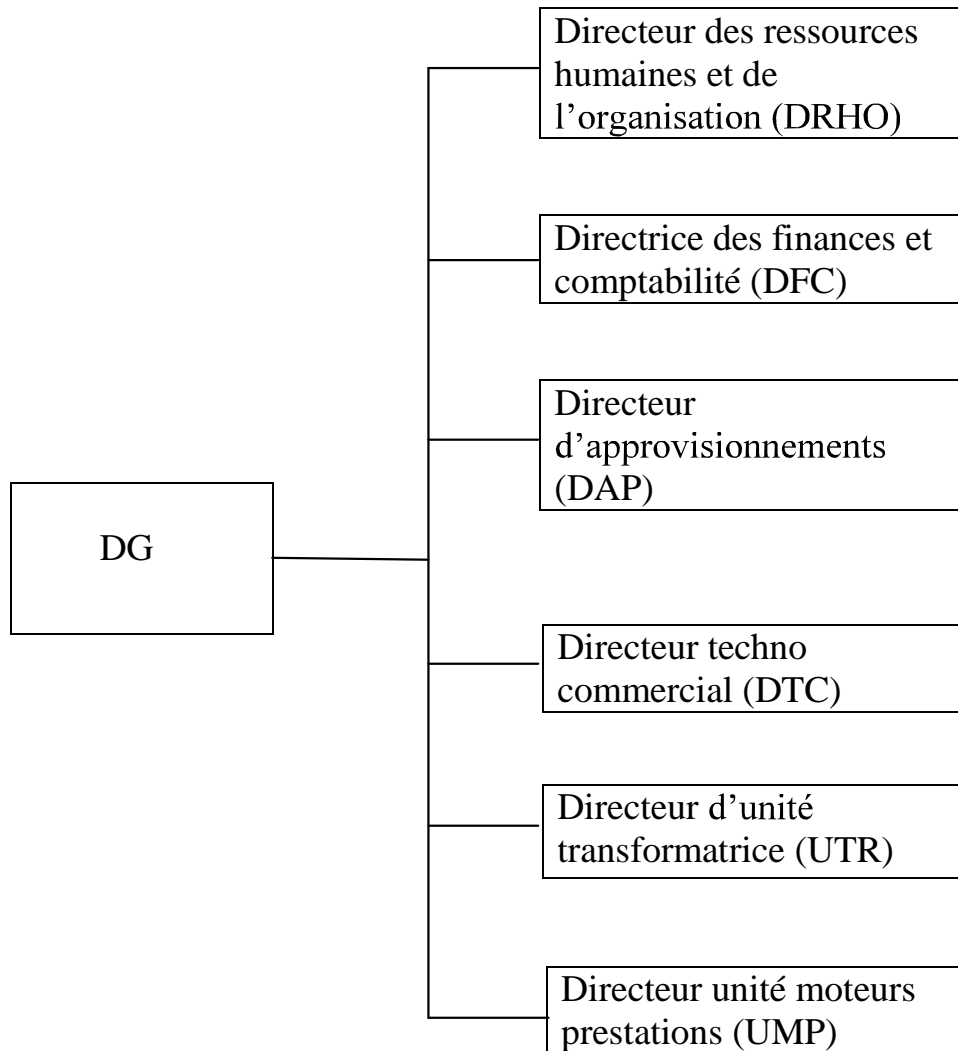 Directeur des ressources
humaines et de
l’organisation (DRHO)
Directrice des finances et
comptabilité (DFC)
Directeur
d’approvisionnements
(DAP)
DG
Directeur techno
commercial (DTC)
Directeur d’unité
transformatrice (UTR)
Directeur unité moteurs
prestations (UMP)